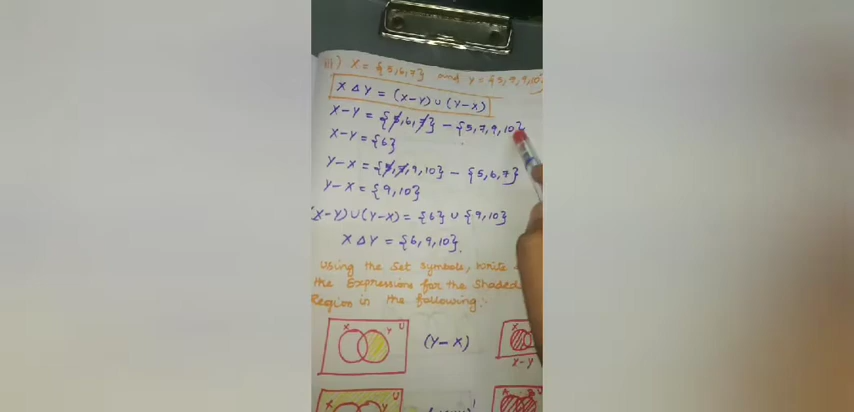 iii) X = {5,6,7} and Y = {5,7,9,10}
X Δ Y = (X-Y) ∪ (Y-X)
X-Y = {5,6,7} - {5,7,9,10}
X-Y = {6}
Y-X = {5,7,9,10} - {5,6,7}
Y-X = {9,10}
(X-Y) ∪ (Y-X) = {6} ∪ {9,10}
X Δ Y = {6,9,10}.
Using the Set symbols, Write
the Expressions for the Shaded
Region in the following:
X Y U
(Y-X)
X
X-Y
X Y U